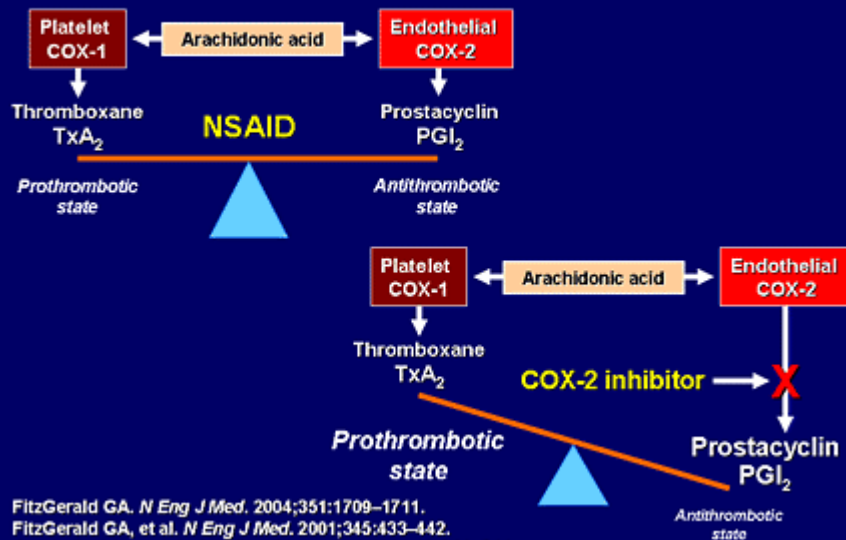 Platelet
COX-1
Arachidonic acid
Endothelial
COX-2
Thromboxane
TxA₂
NSAID
Prostacyclin
PGI₂
Prothrombotic
state
Antithrombotic
state
Platelet
COX-1
Arachidonic acid
Endothelial
COX-2
Thromboxane
TxA₂
COX-2 inhibitor
X
Prothrombotic
state
Prostacyclin
PGI₂
Antithrombotic
state
FitzGerald GA. N Eng J Med. 2004;351:1709–1711.
FitzGerald GA, et al. N Eng J Med. 2001;345:433–442.